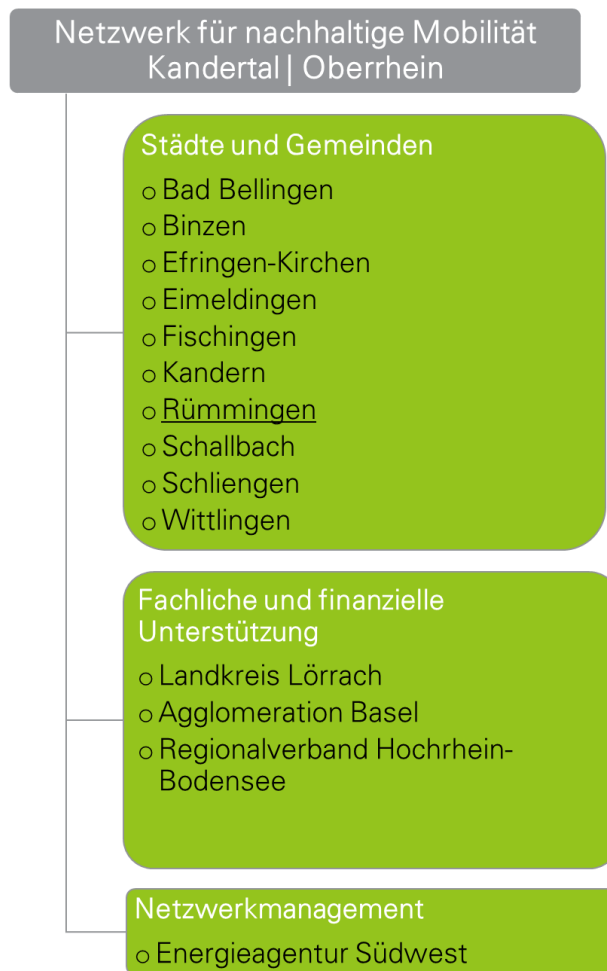 Netzwerk für nachhaltige Mobilität
Kandertal | Oberrhein
Städte und Gemeinden
o Bad Bellingen
o Binzen
o Efringen-Kirchen
o Eimeldingen
o Fischingen
o Kandern
o Rümmingen
o Schallbach
o Schliengen
o Wittlingen
Fachliche und finanzielle
Unterstützung
o Landkreis Lörrach
o Agglomeration Basel
o Regionalverband Hochrhein-
Bodensee
Netzwerkmanagement
o Energieagentur Südwest